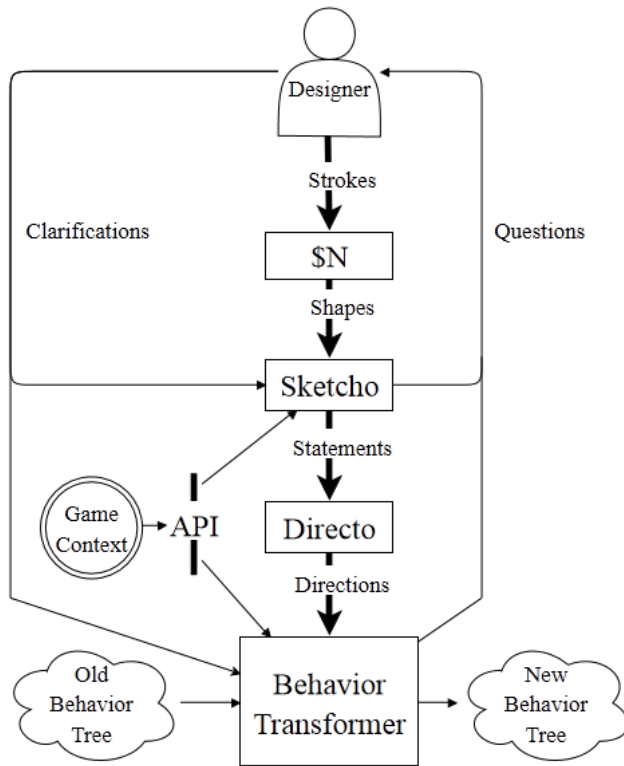 Designer
Strokes
Clarifications
Questions
$N
Shapes
Sketcho
Statements
Game
Context
API
Directo
Directions
Old
Behavior
Tree
Behavior
Transformer
New
Behavior
Tree